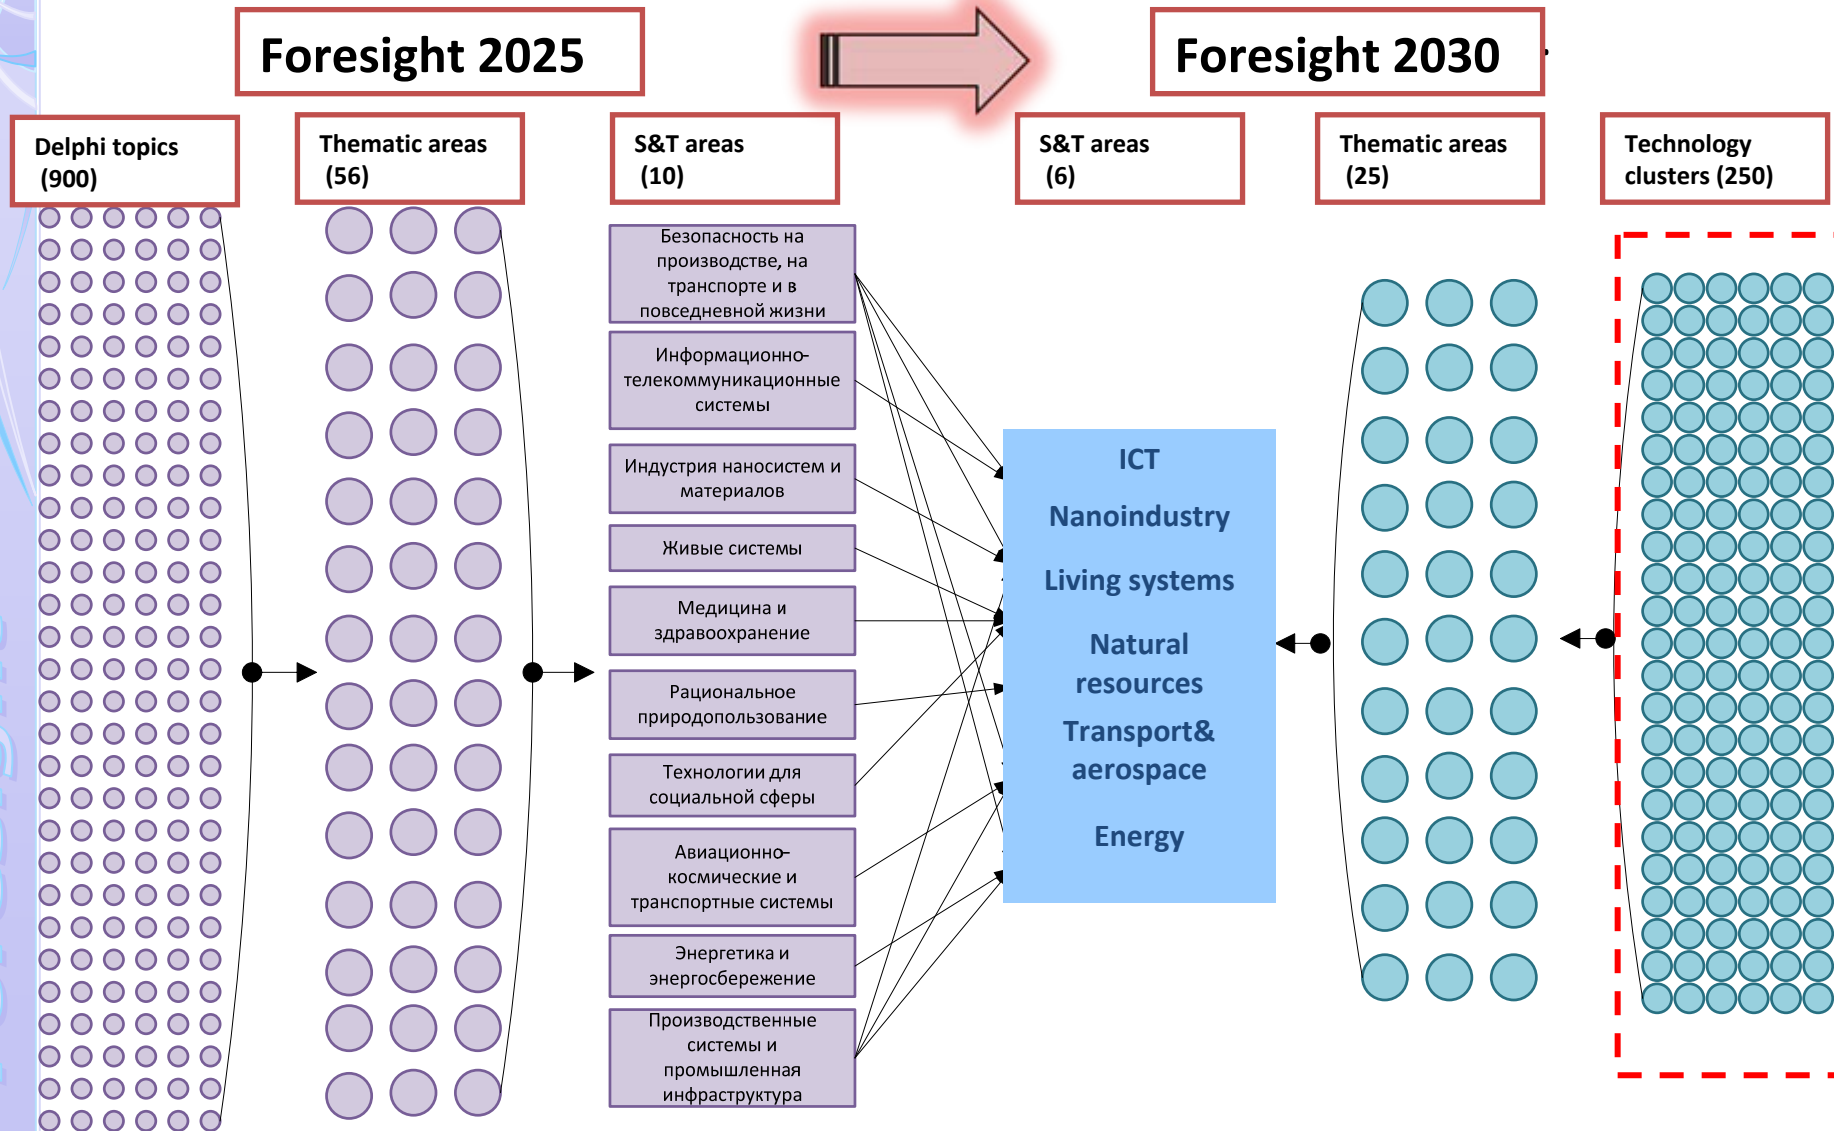 Foresight 2025
Foresight 2030
Delphi topics
(900)
Thematic areas
(56)
S&T areas
(10)
S&T areas
(6)
Thematic areas
(25)
Technology
clusters (250)
Безопасность на
производстве, на
транспорте и в
повседневной жизни
Информационно-
телекоммуникационные
системы
Индустрия наносистем и
материалов
Живые системы
Медицина и
здравоохранение
Рациональное
природопользование
Технологии для
социальной сферы
Авиационно-
космические и
транспортные системы
Энергетика и
энергосбережение
Производственные
системы и
промышленная
инфраструктура
ICT
Nanoindustry
Living systems
Natural
resources
Transport&
aerospace
Energy